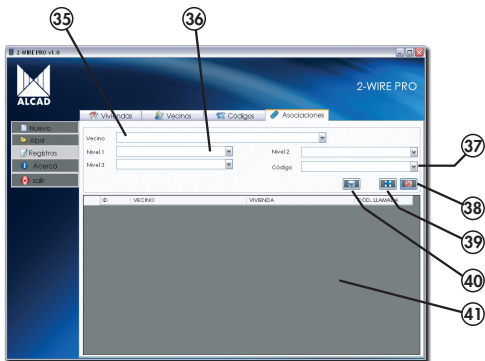 35 36
2-WIRE PRO v1.0
2-WIRE PRO
ALCAD
Viviendas Vecinos Códigos Asociaciones
Nuevo
Abrir
Registros
Acerca
salir
Vecino
Nivel 1 Nivel 2
Nivel 3 Código
37
38
39
40
41
ID VECINO VIVIENDA COD. LLAMADA